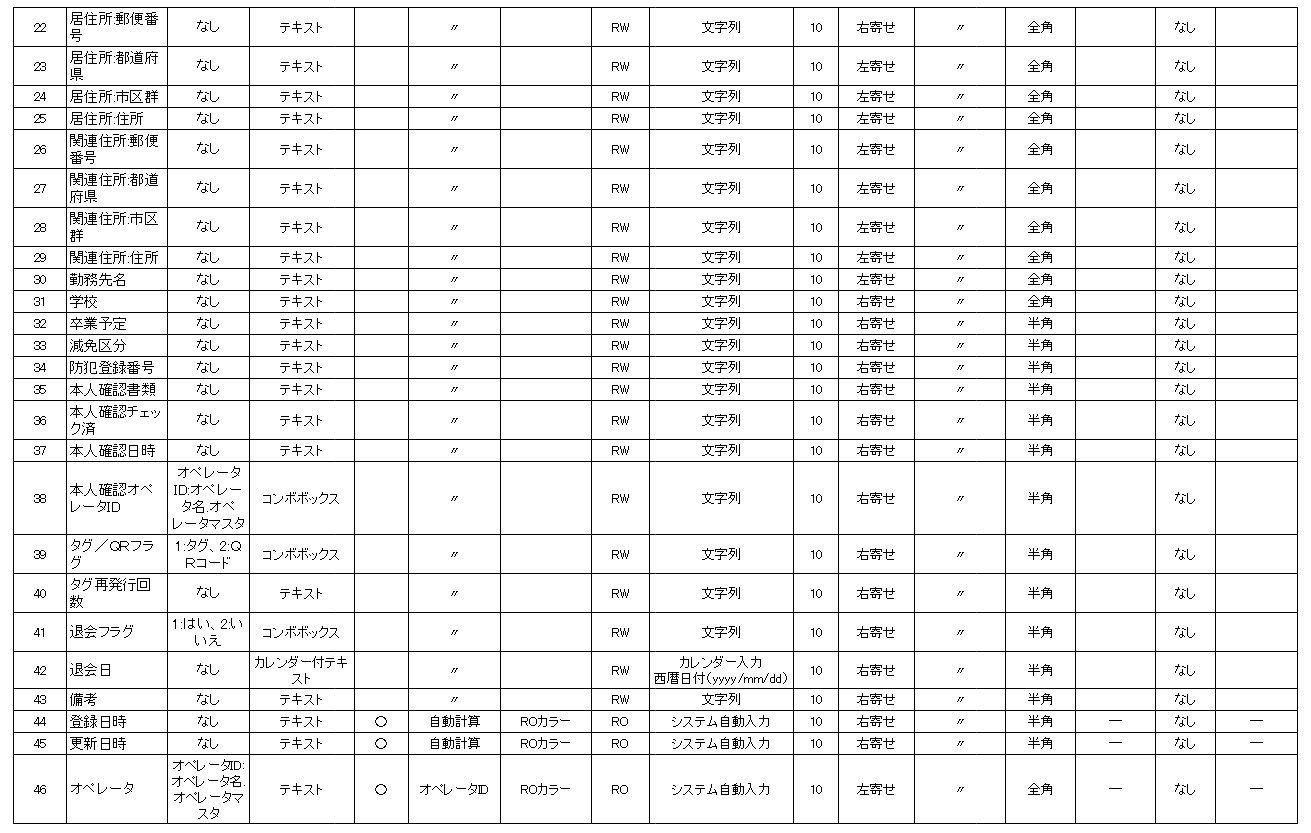 22 居住所:郵便番号 なし テキスト 〃 RW 文字列 10 右寄せ 〃 全角 なし
23 居住所:都道府県 なし テキスト 〃 RW 文字列 10 左寄せ 〃 全角 なし
24 居住所:市区群 なし テキスト 〃 RW 文字列 10 左寄せ 〃 全角 なし
25 居住所:住所 なし テキスト 〃 RW 文字列 10 左寄せ 〃 全角 なし
26 関連住所:郵便番号 なし テキスト 〃 RW 文字列 10 左寄せ 〃 全角 なし
27 関連住所:都道府県 なし テキスト 〃 RW 文字列 10 左寄せ 〃 全角 なし
28 関連住所:市区群 なし テキスト 〃 RW 文字列 10 左寄せ 〃 全角 なし
29 関連住所:住所 なし テキスト 〃 RW 文字列 10 左寄せ 〃 全角 なし
30 勤務先名 なし テキスト 〃 RW 文字列 10 左寄せ 〃 全角 なし
31 学校 なし テキスト 〃 RW 文字列 10 右寄せ 〃 全角 なし
32 卒業予定 なし テキスト 〃 RW 文字列 10 右寄せ 〃 半角 なし
33 減免区分 なし テキスト 〃 RW 文字列 10 右寄せ 〃 半角 なし
34 防犯登録番号 なし テキスト 〃 RW 文字列 10 右寄せ 〃 半角 なし
35 本人確認書類 なし テキスト 〃 RW 文字列 10 右寄せ 〃 半角 なし
36 本人確認チェック済 なし テキスト 〃 RW 文字列 10 右寄せ 〃 半角 なし
37 本人確認日時 なし テキスト 〃 RW 文字列 10 右寄せ 〃 半角 なし
38 本人確認オペレータID オペレータID:オペレータ名.オペレータマスタ コンボボックス 〃 RW 文字列 10 右寄せ 〃 半角 なし
39 タグ／QRフラグ 1:タグ、2:QRコード コンボボックス 〃 RW 文字列 10 右寄せ 〃 半角 なし
40 タグ再発行回数 なし テキスト 〃 RW 文字列 10 右寄せ 〃 半角 なし
41 退会フラグ 1:はい、2:いいえ コンボボックス 〃 RW 文字列 10 右寄せ 〃 半角 なし
42 退会日 なし カレンダー付テキスト 〃 RW カレンダー入力 西暦日付(yyyy/mm/dd) 10 右寄せ 〃 半角 なし
43 備考 なし テキスト 〃 RW 文字列 10 右寄せ 〃 半角 なし
44 登録日時 なし テキスト ○ 自動計算 ROカラー RO システム自動入力 10 右寄せ 〃 半角 ― なし ―
45 更新日時 なし テキスト ○ 自動計算 ROカラー RO システム自動入力 10 右寄せ 〃 半角 ― なし ―
46 オペレータ オペレータID:オペレータ名.オペレータマスタ テキスト ○ オペレータID ROカラー RO システム自動入力 10 左寄せ 〃 全角 ― なし ―